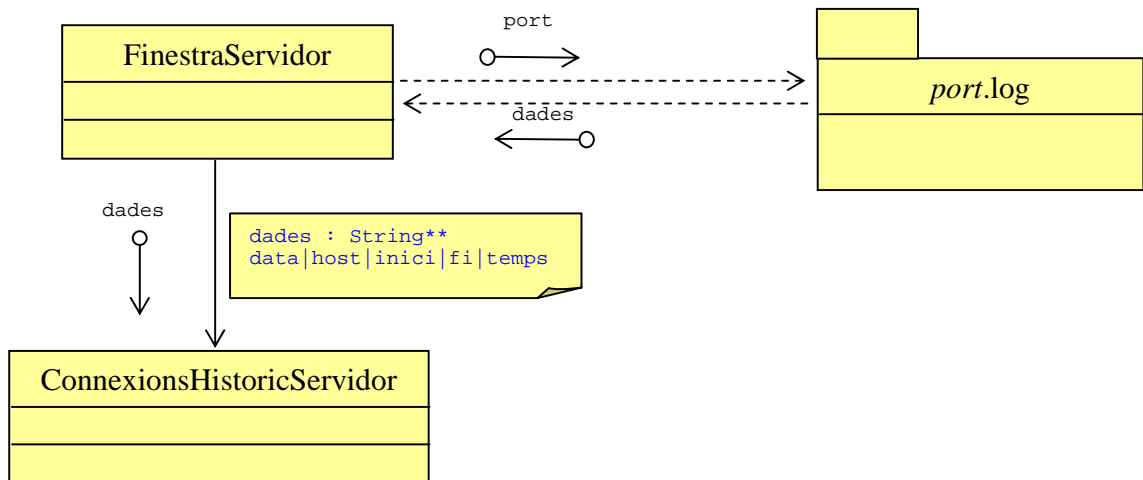 port
FinestraServidor
port.log
dades
dades
dades : String**
data|host|inici|fi|temps
ConnexionsHistoricServidor